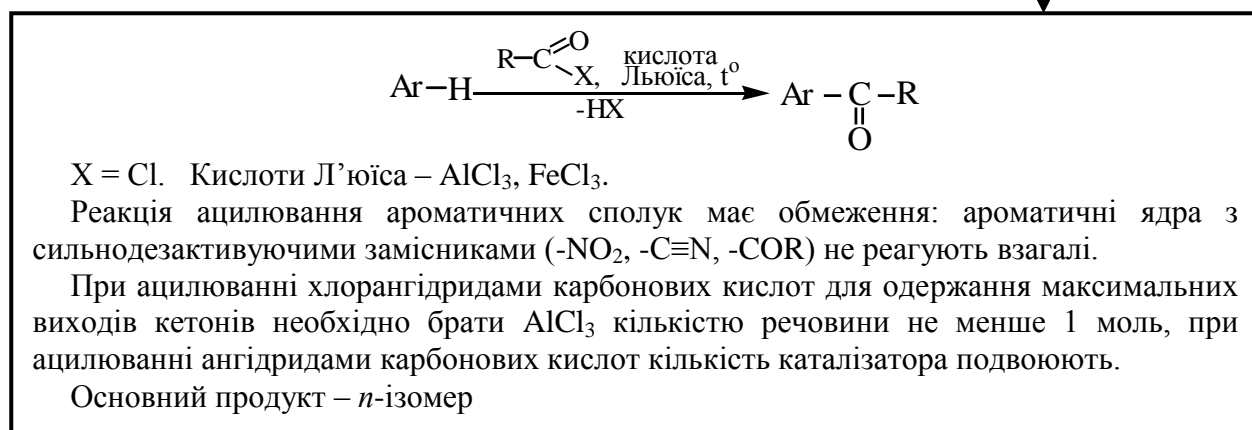 R–C=O
X, кислота
Льюїса, t°
Ar–H → Ar – C –R
-HX
O
X = Cl. Кислоти Л’юїса – AlCl₃, FeCl₃.
Реакція ацилювання ароматичних сполук має обмеження: ароматичні ядра з
сильнодезактивуючими замісниками (-NO₂, -C≡N, -COR) не реагують взагалі.
При ацилюванні хлорангідридами карбонових кислот для одержання максимальних
виходів кетонів необхідно брати AlCl₃ кількістю речовини не менше 1 моль, при
ацилюванні ангідридами карбонових кислот кількість каталізатора подвоюють.
Основний продукт – n-ізомер